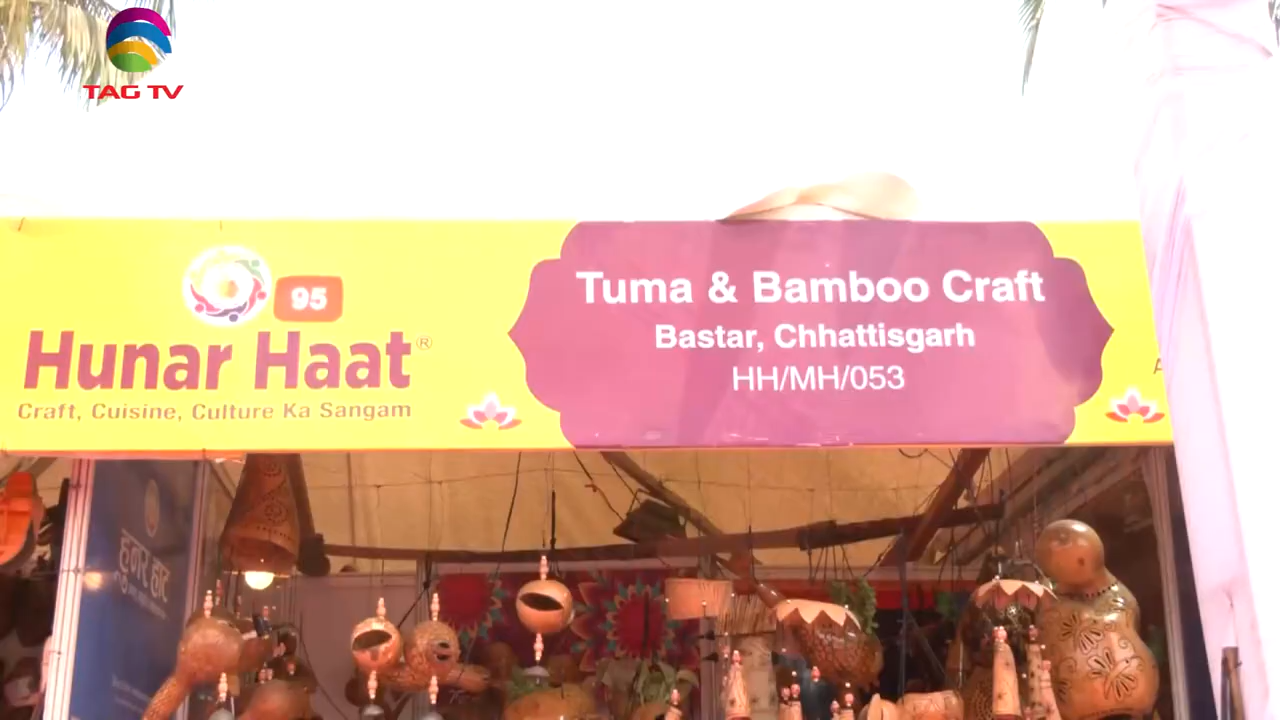 TAG TV
95
Hunar Haat®
Craft, Cuisine, Culture Ka Sangam
Tuma & Bamboo Craft
Bastar, Chhattisgarh
HH/MH/053
हुनर हाट